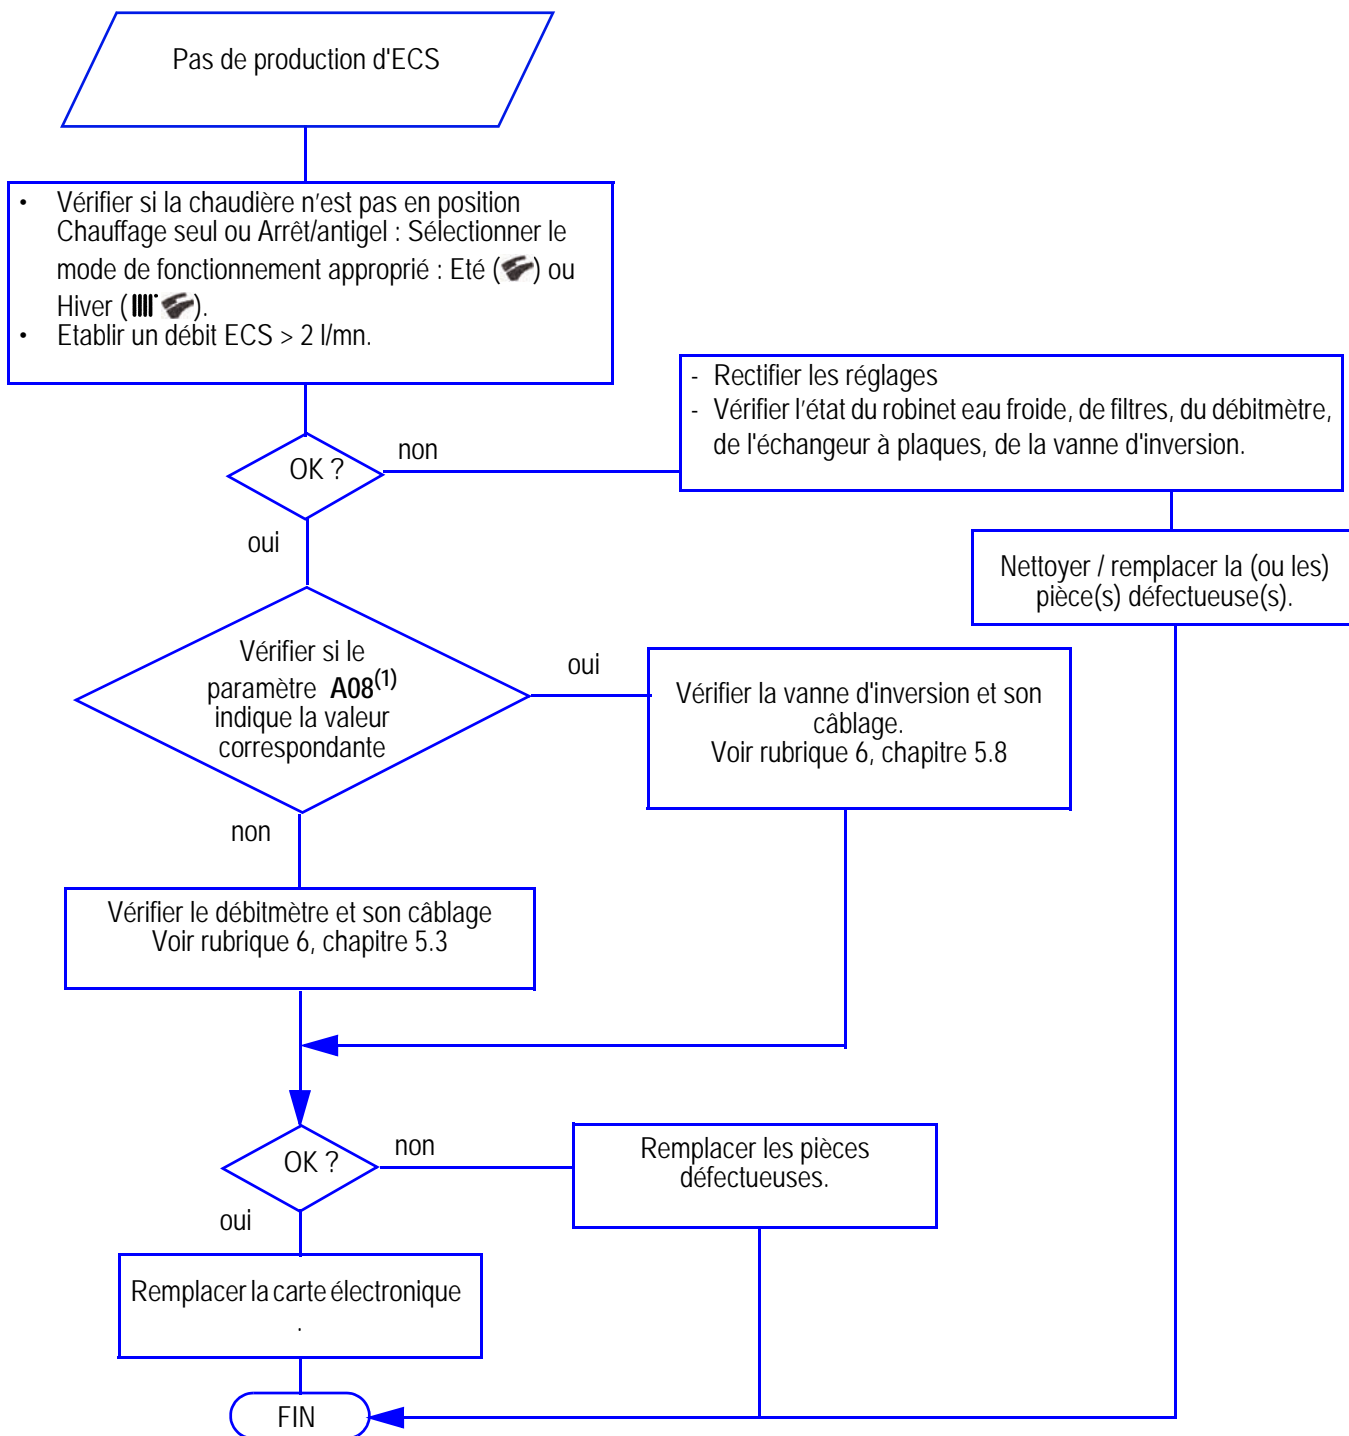 Pas de production d'ECS
• Vérifier si la chaudière n'est pas en position
Chauffage seul ou Arrêt/antigel : Sélectionner le
mode de fonctionnement approprié : Eté ( ) ou
Hiver ( ).
• Etablir un débit ECS > 2 l/mn.
- Rectifier les réglages
- Vérifier l'état du robinet eau froide, de filtres, du débitmètre,
de l'échangeur à plaques, de la vanne d'inversion.
OK ?
non
oui
Nettoyer / remplacer la (ou les)
pièce(s) défectueuse(s).
Vérifier si le
paramètre A08(1)
indique la valeur
correspondante
oui
Vérifier la vanne d'inversion et son
câblage.
Voir rubrique 6, chapitre 5.8
non
Vérifier le débitmètre et son câblage
Voir rubrique 6, chapitre 5.3
OK ?
non
Remplacer les pièces
défectueuses.
oui
Remplacer la carte électronique
.
FIN